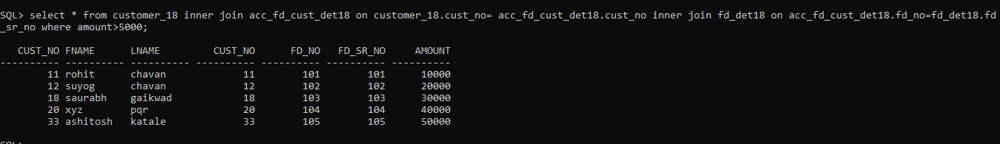 SQL> select * from customer_18 inner join acc_fd_cust_det18 on customer_18.cust_no= acc_fd_cust_det18.cust_no inner join fd_det18 on acc_fd_cust_det18.fd_no=fd_det18.fd
_sr_no where amount>5000;
CUST_NO FNAME LNAME CUST_NO FD_NO FD_SR_NO AMOUNT
---------- ---------- ---------- ---------- ---------- ---------- ----------
11 rohit chavan 11 101 101 10000
12 suyog chavan 12 102 102 20000
18 saurabh gaikwad 18 103 103 30000
20 xyz pqr 20 104 104 40000
33 ashitosh katale 33 105 105 50000
SQL>